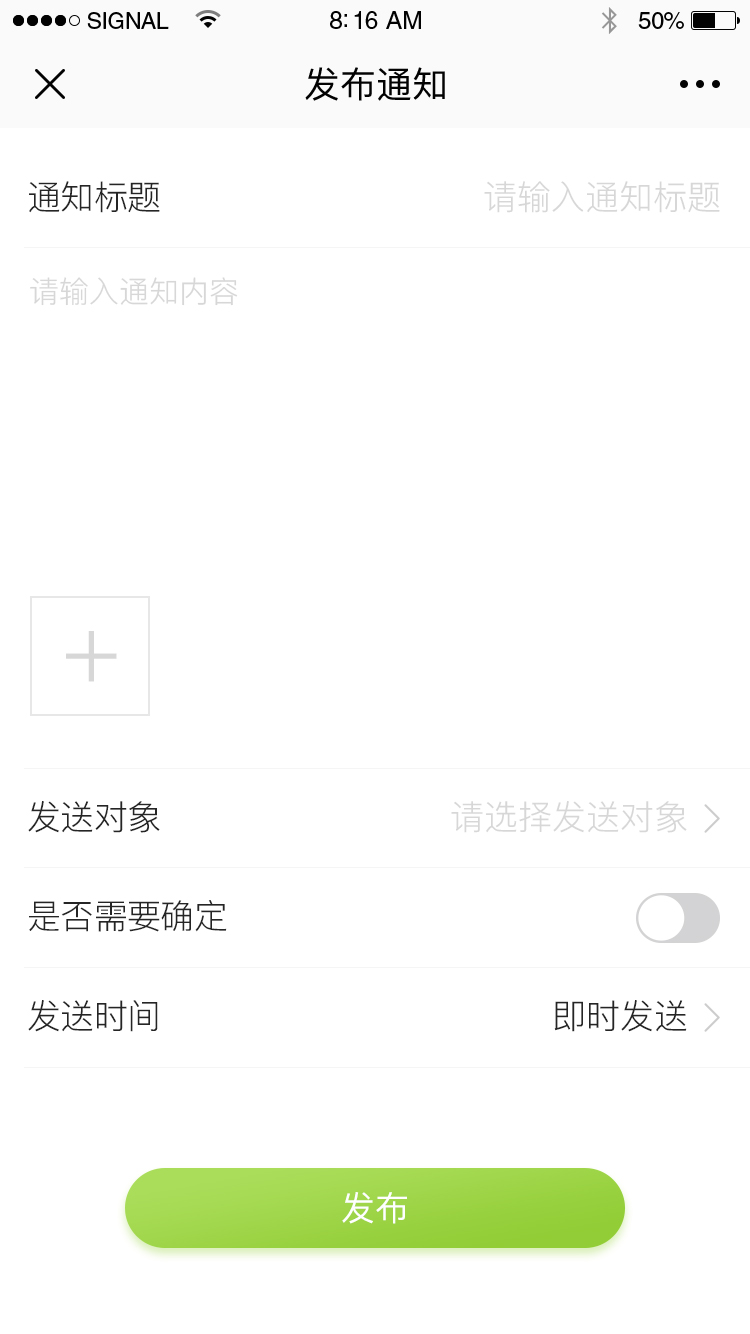 SIGNAL 8:16 AM 50%
发布通知
通知标题 请输入通知标题
请输入通知内容
发送对象 请选择发送对象
是否需要确定
发送时间 即时发送
发布